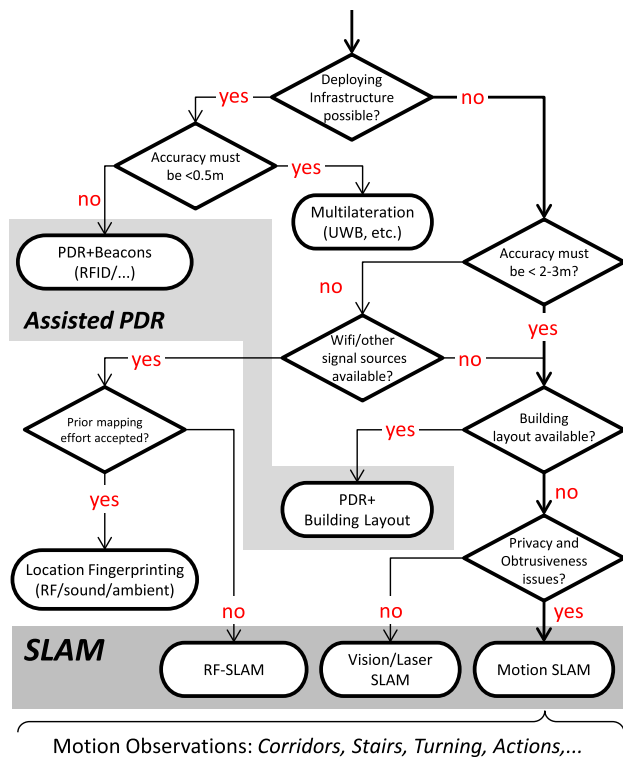 Deploying
Infrastructure
possible?
yes
no
Accuracy must
be <0.5m
yes
no
Multilateration
(UWB, etc.)
PDR+Beacons
(RFID/...)
Accuracy must
be < 2-3m?
no
Assisted PDR
yes
Wifi/other
signal sources
available?
yes
no
Prior mapping
effort accepted?
Building
layout available?
yes
yes
no
PDR+
Building Layout
Privacy and
Obtrusiveness
issues?
Location Fingerprinting
(RF/sound/ambient)
no
no
yes
SLAM
RF-SLAM
Vision/Laser
SLAM
Motion SLAM
Motion Observations: Corridors, Stairs, Turning, Actions,...